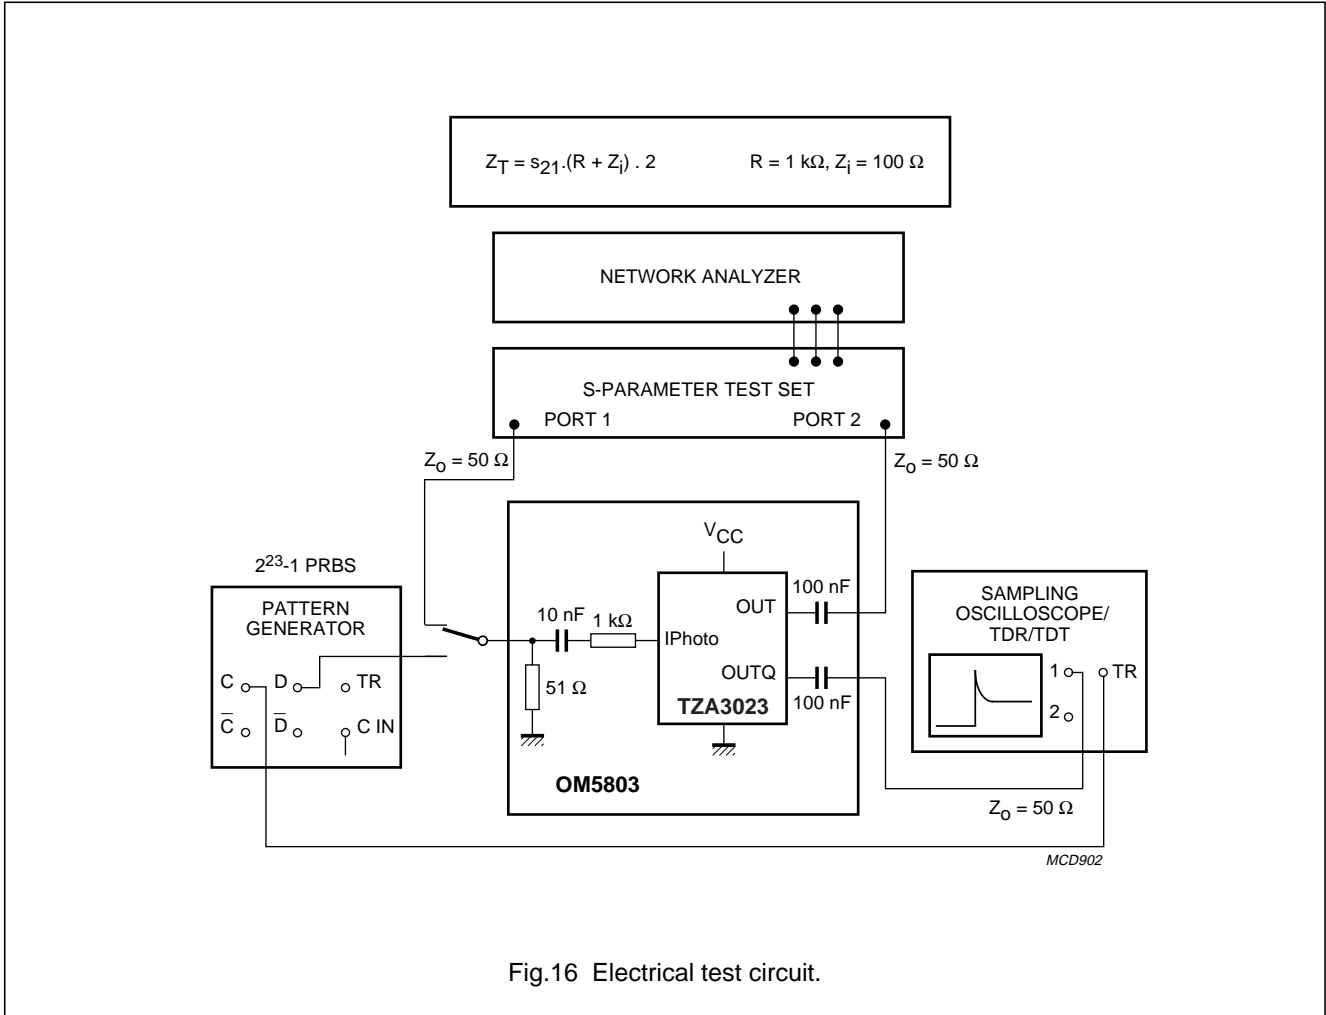 Z_T = s_21.(R + Z_i) . 2
R = 1 kΩ, Z_i = 100 Ω
NETWORK ANALYZER
S-PARAMETER TEST SET
PORT 1
PORT 2
Z_o = 50 Ω
Z_o = 50 Ω
V_CC
2^23-1 PRBS
PATTERN
GENERATOR
C
D
TR
C̅
D̅
C IN
10 nF
1 kΩ
51 Ω
IPhoto
OUT
OUTQ
TZA3023
100 nF
100 nF
OM5803
SAMPLING
OSCILLOSCOPE/
TDR/TDT
1
TR
2
Z_o = 50 Ω
MCD902
Fig.16 Electrical test circuit.